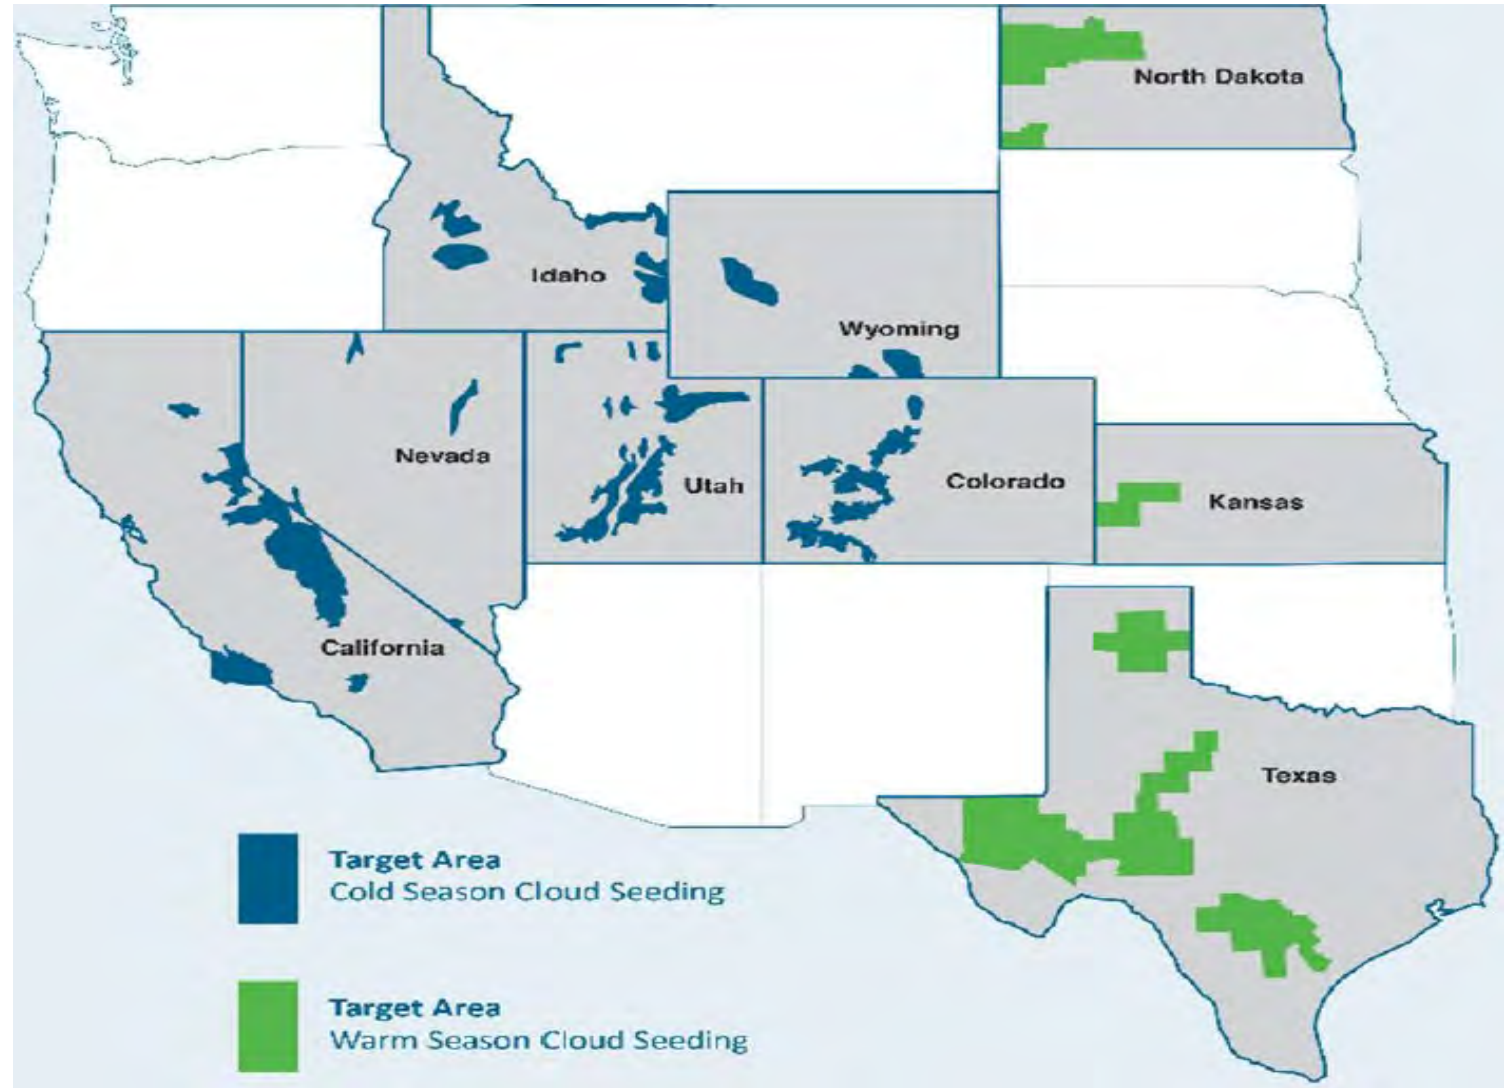 North Dakota
Idaho
Wyoming
Nevada
Utah
Colorado
Kansas
California
Texas
Target Area
Cold Season Cloud Seeding
Target Area
Warm Season Cloud Seeding